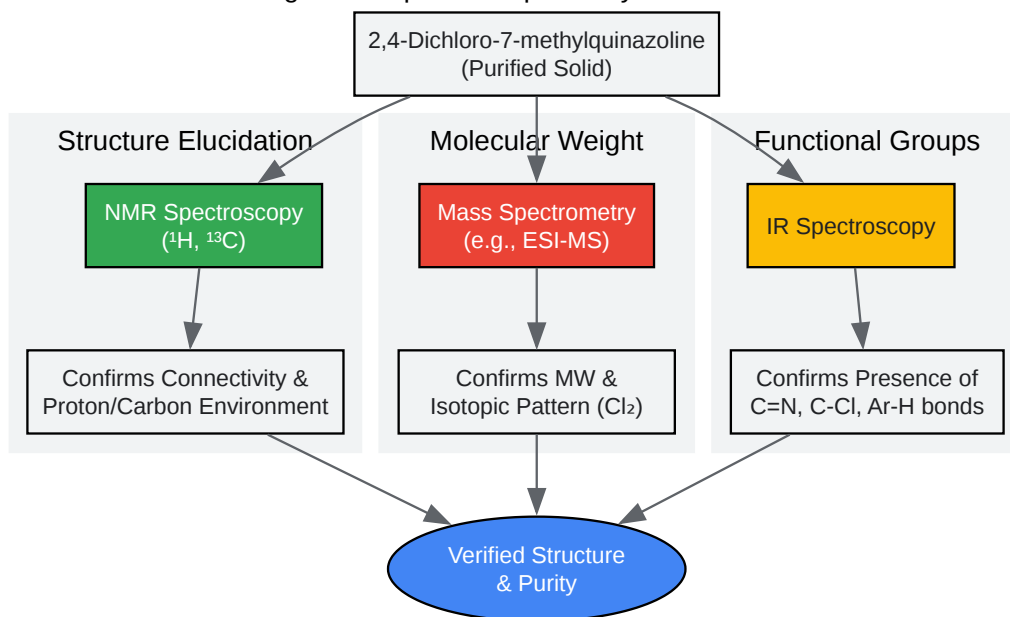 2,4-Dichloro-7-methylquinazoline
(Purified Solid)
Structure Elucidation
Molecular Weight
Functional Groups
NMR Spectroscopy
(¹H, ¹³C)
Mass Spectrometry
(e.g., ESI-MS)
IR Spectroscopy
Confirms Connectivity &
Proton/Carbon Environment
Confirms MW &
Isotopic Pattern (Cl₂)
Confirms Presence of
C=N, C-Cl, Ar-H bonds
Verified Structure
& Purity